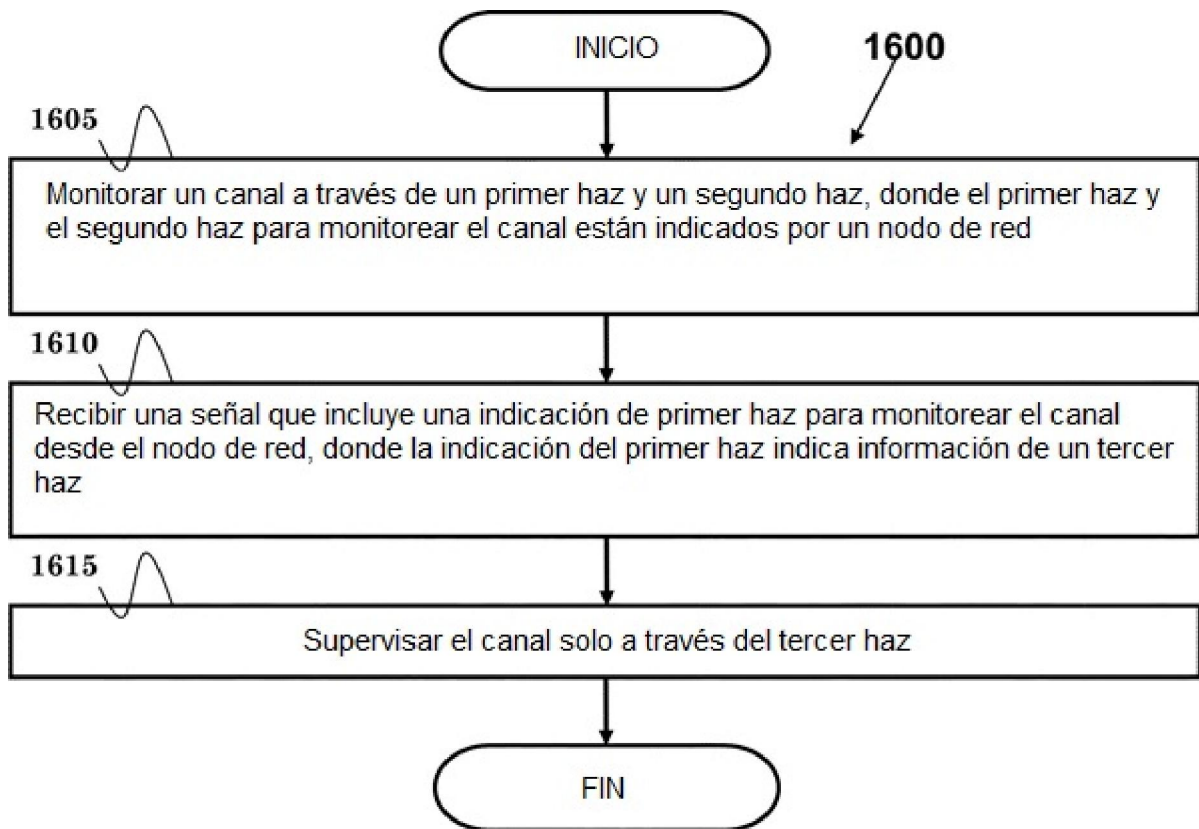 INICIO
1600
1605
Monitorar un canal a través de un primer haz y un segundo haz, donde el primer haz y
el segundo haz para monitorear el canal están indicados por un nodo de red
1610
Recibir una señal que incluye una indicación de primer haz para monitorear el canal
desde el nodo de red, donde la indicación del primer haz indica información de un tercer
haz
1615
Supervisar el canal solo a través del tercer haz
FIN